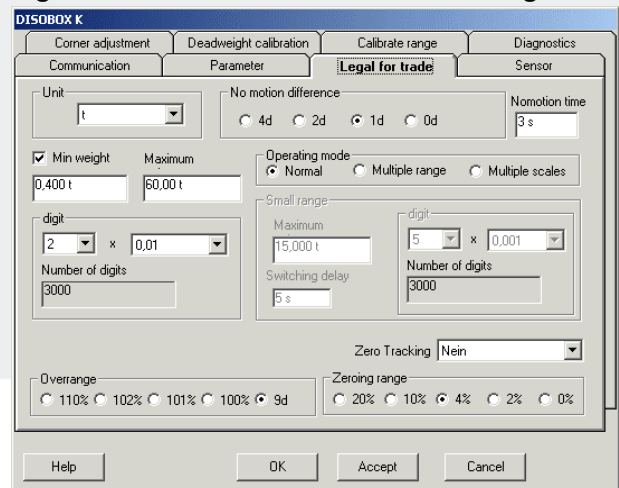 DISOBOX K
Corner adjustment Deadweight calibration Calibrate range Diagnostics
Communication Parameter Legal for trade Sensor
Unit
t
No motion difference
4d 2d 1d 0d
Nomotion time
3 s
Min weight Maximum
0,400 t 60,00 t
Operating mode
Normal Multiple range Multiple scales
digit
2 x 0,01
Number of digits
3000
Small range
Maximum
15,000 t
Switching delay
5 s
digit
5 x 0,001
Number of digits
3000
Zero Tracking Nein
Overrange
110% 102% 101% 100% 9d
Zeroing range
20% 10% 4% 2% 0%
Help OK Accept Cancel